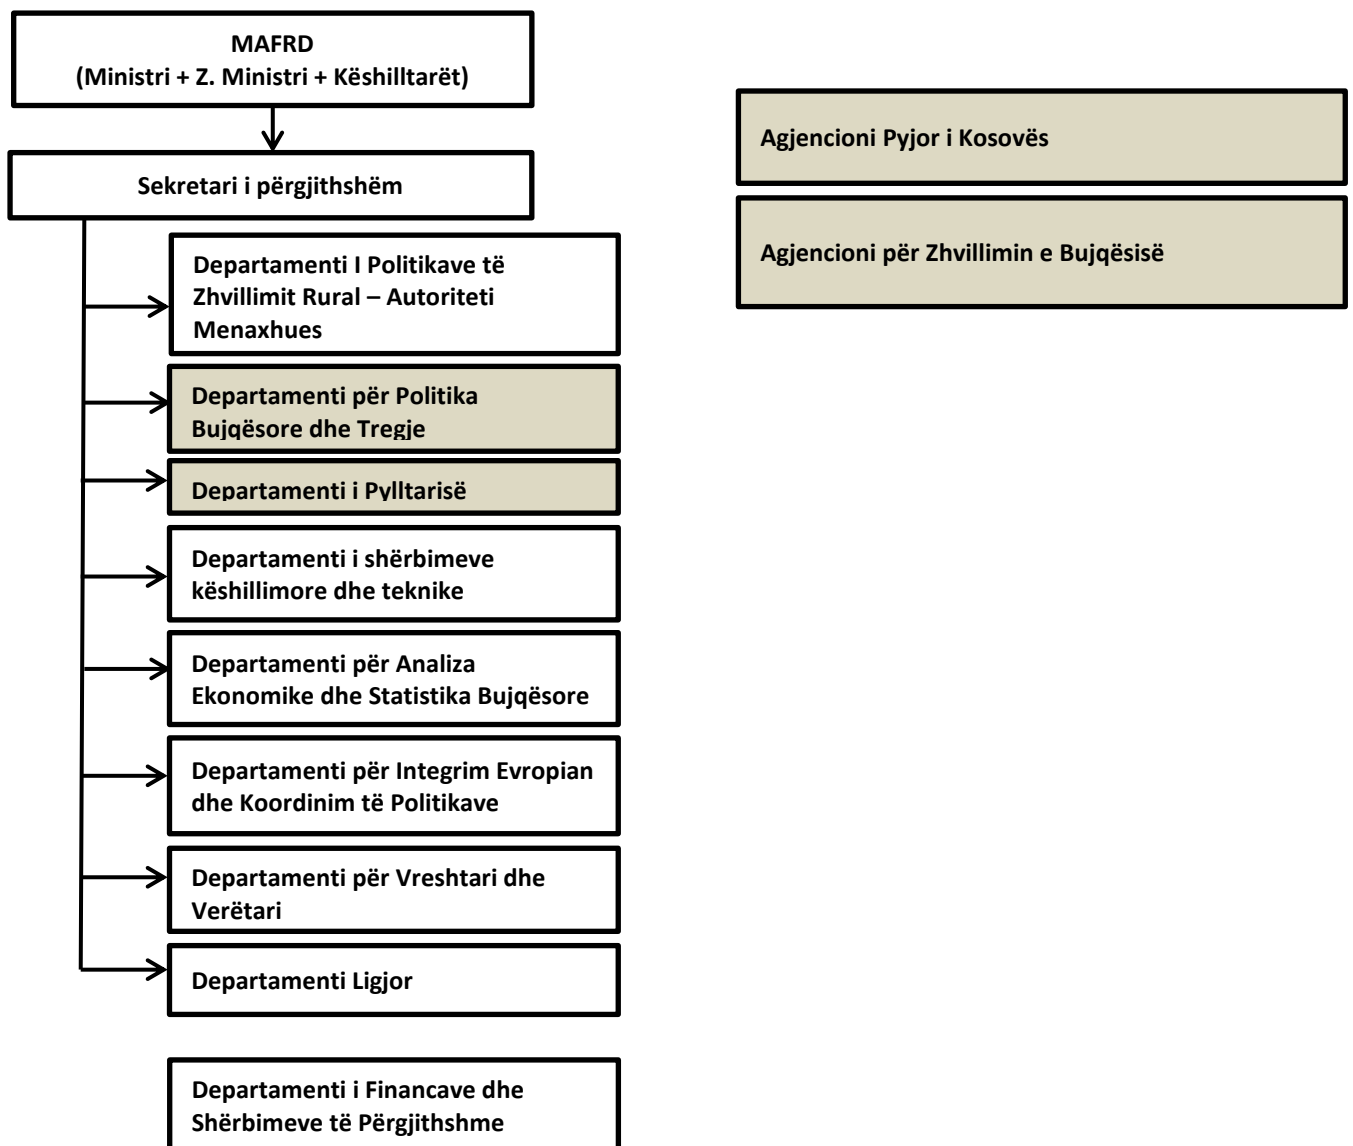 MAFRD
(Ministri + Z. Ministri + Këshilltarët)
Sekretari i përgjithshëm
Departamenti I Politikave të
Zhvillimit Rural – Autoriteti
Menaxhues
Departamenti për Politika
Bujqësore dhe Tregje
Departamenti i Pylltarisë
Departamenti i shërbimeve
këshillimore dhe teknike
Departamenti për Analiza
Ekonomike dhe Statistika Bujqësore
Departamenti për Integrim Evropian
dhe Koordinim të Politikave
Departamenti për Vreshtari dhe
Verëtari
Departamenti Ligjor
Departamenti i Financave dhe
Shërbimeve të Përgjithshme
Agjencioni Pyjor i Kosovës
Agjencioni për Zhvillimin e Bujqësisë